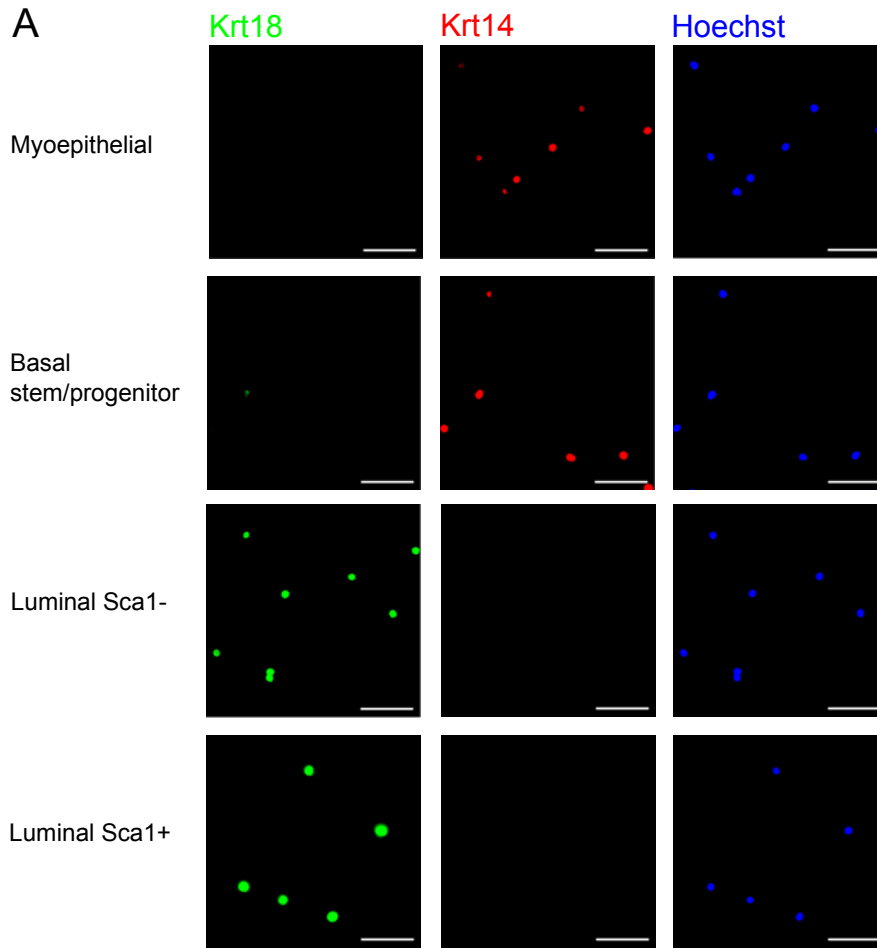 A
Krt18 Krt14 Hoechst
Myoepithelial
Basal
stem/progenitor
Luminal Sca1-
Luminal Sca1+